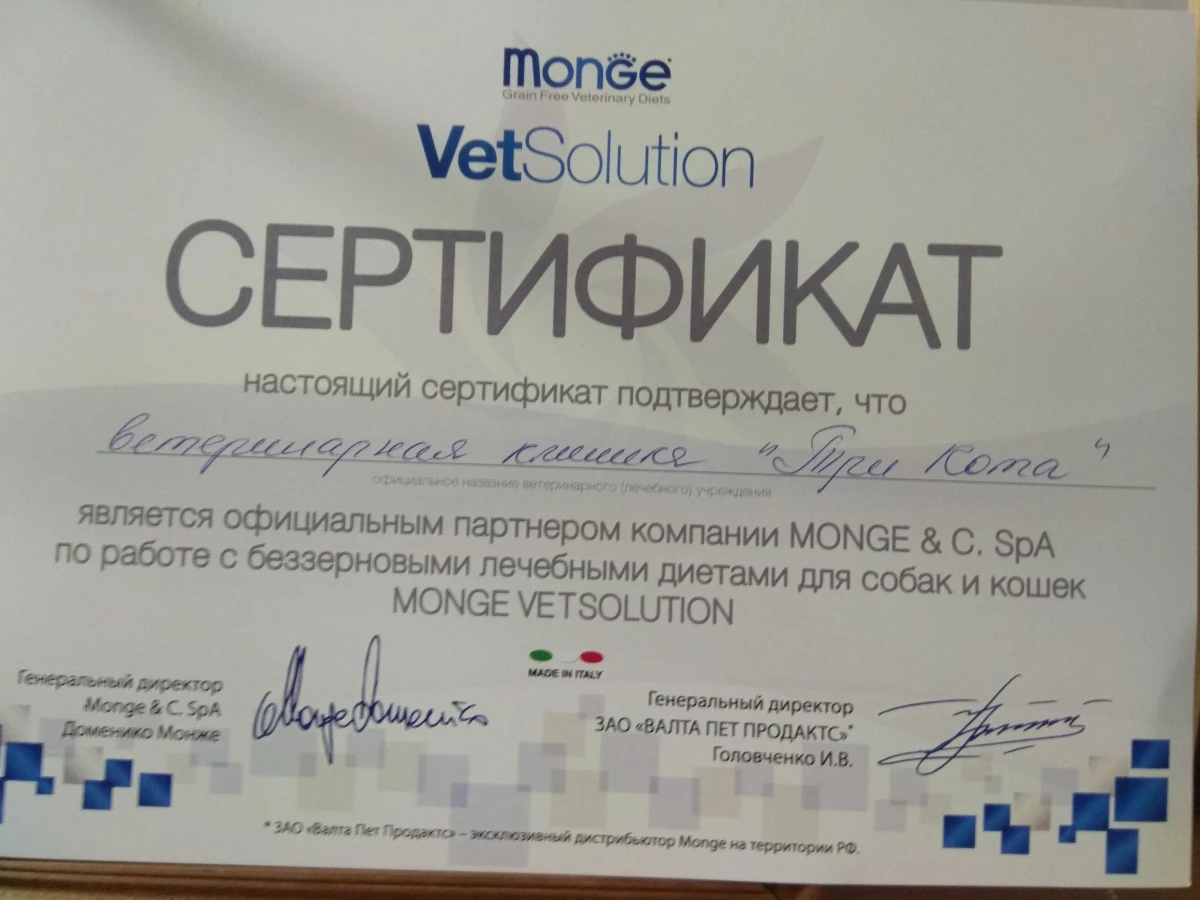 Monge
Grain Free Veterinary Diets
VetSolution
СЕРТИФИКАТ
настоящий сертификат подтверждает, что
ветеринарная клиника "Три Кота"
официальное название ветеринарного (лечебного) учреждения
является официальным партнером компании MONGE & C. SpA
по работе с беззерновыми лечебными диетами для собак и кошек
MONGE VETSOLUTION
MADE IN ITALY
Генеральный директор
Monge & C. SpA
Доменико Монже
Monge Domenico
Генеральный директор
ЗАО «ВАЛТА ПЕТ ПРОДАКТС»*
Головченко И.В.
* ЗАО «Валта Пет Продактс» – эксклюзивный дистрибьютор Monge на территории РФ.